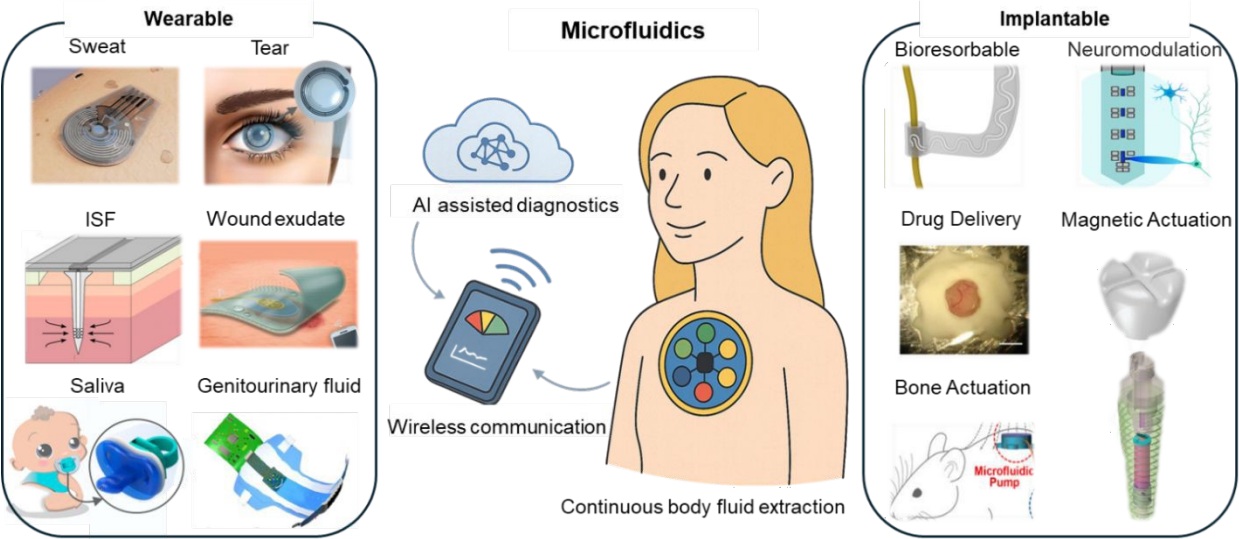 Wearable
Sweat
Tear
ISF
Wound exudate
Saliva
Genitourinary fluid
Microfluidics
AI assisted diagnostics
Wireless communication
Continuous body fluid extraction
Implantable
Bioresorbable
Neuromodulation
Drug Delivery
Magnetic Actuation
Bone Actuation
Microfluidic
Pump